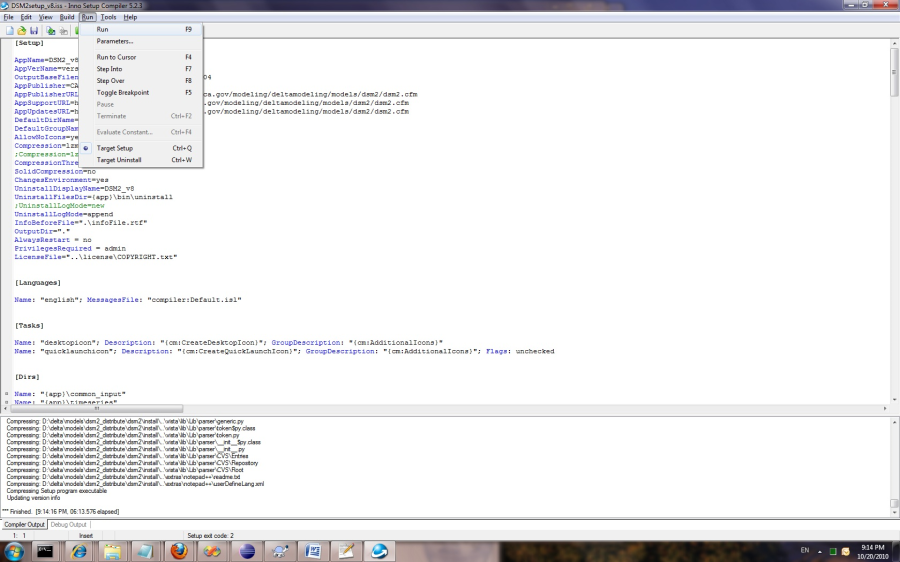 DSM2setup_v8.iss - Inno Setup Compiler 5.2.3
File Edit View Build Run Tools Help
Run F9
Parameters...
Run to Cursor F4
Step Into F7
Step Over F8
Toggle Breakpoint F5
Pause
Terminate Ctrl+F2
Evaluate Constant... Ctrl+F4
Target Setup Ctrl+Q
Target Uninstall Ctrl+W
[Setup]
AppName=DSM2_v8
AppVerName=vers
OutputBaseFilen 04
AppPublisher=CA
AppPublisherURL ca.gov/modeling/deltamodeling/models/dsm2/dsm2.cfm
AppSupportURL=h .gov/modeling/deltamodeling/models/dsm2/dsm2.cfm
AppUpdatesURL=h .gov/modeling/deltamodeling/models/dsm2/dsm2.cfm
DefaultDirName=
DefaultGroupNam
AllowNoIcons=ye
Compression=lzm
;Compression=lz
CompressionThre
SolidCompression=no
ChangesEnvironment=yes
UninstallDisplayName=DSM2_v8
UninstallFilesDir={app}\bin\uninstall
;UninstallLogMode=new
UninstallLogMode=append
InfoBeforeFile=".\infoFile.rtf"
OutputDir="."
AlwaysRestart = no
PrivilegesRequired = admin
LicenseFile="..\license\COPYRIGHT.txt"
[Languages]
Name: "english"; MessagesFile: "compiler:Default.isl"
[Tasks]
Name: "desktopicon"; Description: "{cm:CreateDesktopIcon}"; GroupDescription: "{cm:AdditionalIcons}"
Name: "quicklaunchicon"; Description: "{cm:CreateQuickLaunchIcon}"; GroupDescription: "{cm:AdditionalIcons}"; Flags: unchecked
[Dirs]
Name: "{app}\common_input"
Name: "{app}\timeseries"
Compressing: D:\delta\models\dsm2_distribute\dsm2\install\..\vista\lib\Lib\parser\generic.py
Compressing: D:\delta\models\dsm2_distribute\dsm2\install\..\vista\lib\Lib\parser\token$py.class
Compressing: D:\delta\models\dsm2_distribute\dsm2\install\..\vista\lib\Lib\parser\token.py
Compressing: D:\delta\models\dsm2_distribute\dsm2\install\..\vista\lib\Lib\parser\__init__$py.class
Compressing: D:\delta\models\dsm2_distribute\dsm2\install\..\vista\lib\Lib\parser\__init__.py
Compressing: D:\delta\models\dsm2_distribute\dsm2\install\..\vista\lib\Lib\parser\CVS\Entries
Compressing: D:\delta\models\dsm2_distribute\dsm2\install\..\vista\lib\Lib\parser\CVS\Repository
Compressing: D:\delta\models\dsm2_distribute\dsm2\install\..\vista\lib\Lib\parser\CVS\Root
Compressing: D:\delta\models\dsm2_distribute\dsm2\install\..\extras\notepad++\readme.txt
Compressing: D:\delta\models\dsm2_distribute\dsm2\install\..\extras\notepad++\userDefineLang.xml
Compressing Setup program executable
Updating version info
*** Finished. [9:14:16 PM, 06:13.576 elapsed]
Compiler Output Debug Output
1: 1 Insert Setup exit code: 2
EN 9:14 PM
10/20/2010